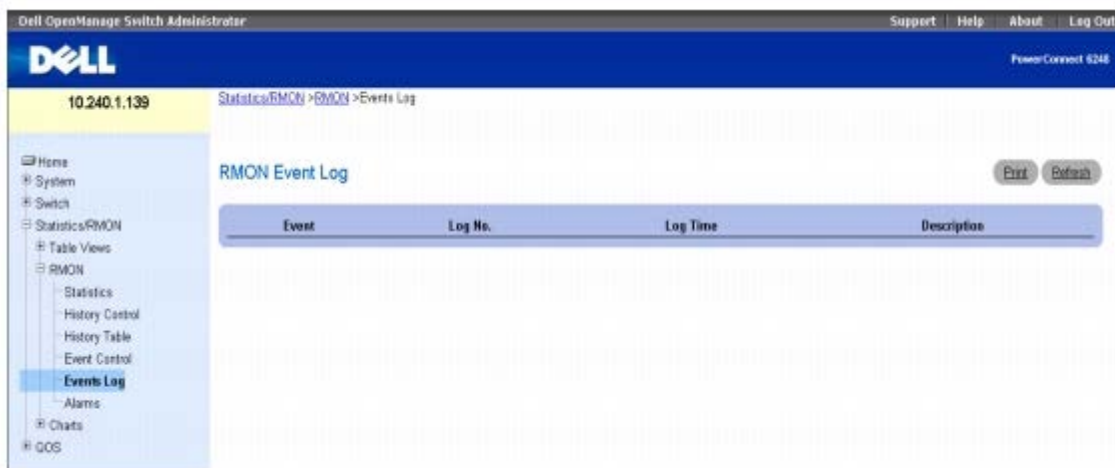 Dell OpenManage Switch Administrator
Support Help About Log Out
DELL
PowerConnect 6248
10.240.1.139
Statistics/RMON >RMON >Events Log
Home
System
Switch
Statistics/RMON
Table Views
RMON
Statistics
History Control
History Table
Event Control
Events Log
Alarms
Charts
QOS
RMON Event Log
Print Refresh
Event Log No. Log Time Description